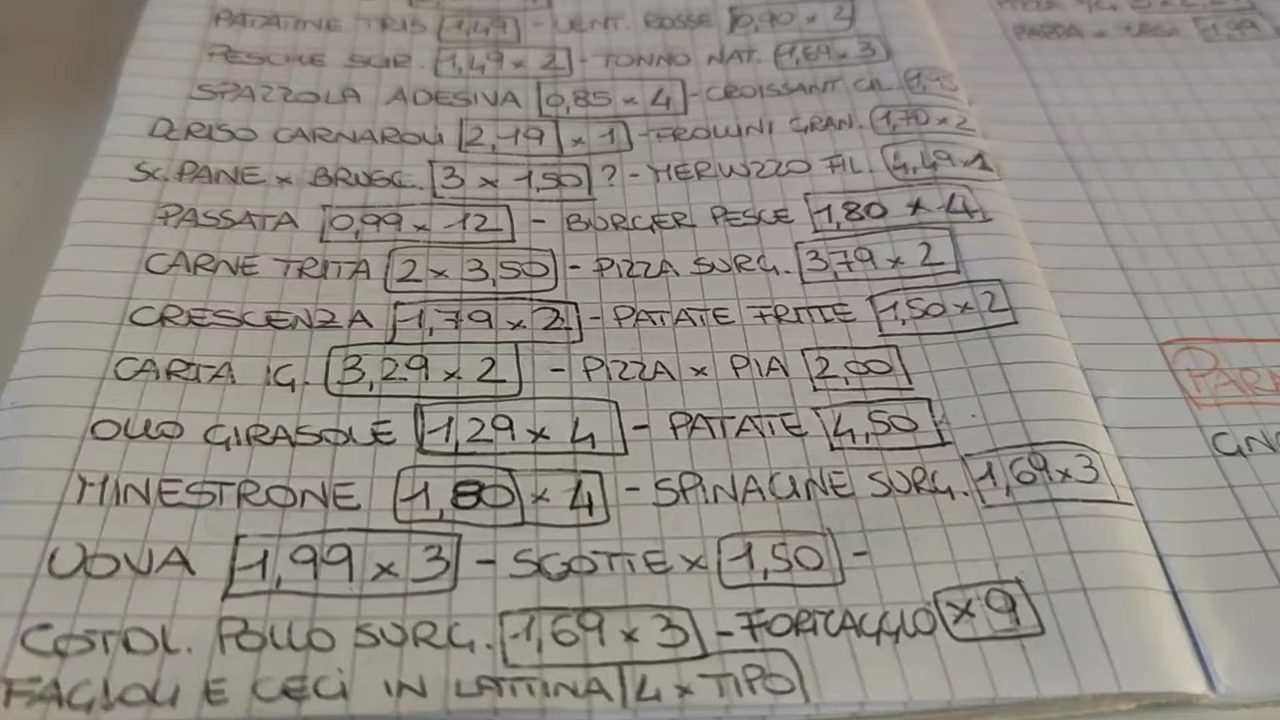 PATATINE TRIS 1,49 - LENT. ROSSE 0,90 x 2
PESCHE SCIR. 1,49 x 2 - TONNO NAT. 1,69 x 3
SPAZZOLA ADESIVA 0,85 x 4 - CROISSANT
RISO CARNAROLI 2,19 x 1 - FROLLINI GRAN. 1,70 x 2
PANE x BRUSC. 3 x 1,50 ? - MERLUZZO FIL. 4,49 x 1
PASSATA 0,99 x 12 - BURGER PESCE 1,80 x 4
CARNE TRITA 2 x 3,50 - PIZZA SURG. 3,79 x 2
CRESCENZA 1,79 x 2 - PATATE FRITTE 1,50 x 2
CARTA IG. 3,29 x 2 - PIZZA x PIA 2,00
OLIO GIRASOLE 1,29 x 4 - PATATE 4,50
MINESTRONE 1,80 x 4 - SPINACINE SURG. 1,69 x 3
UOVA 1,99 x 3 - SGOTTEX 1,50 -
COTOL. POLLO SURG. 1,69 x 3 - FORMAGGIO x 9
FAGIOLI E CECI IN LATTINA 4 x TIPO